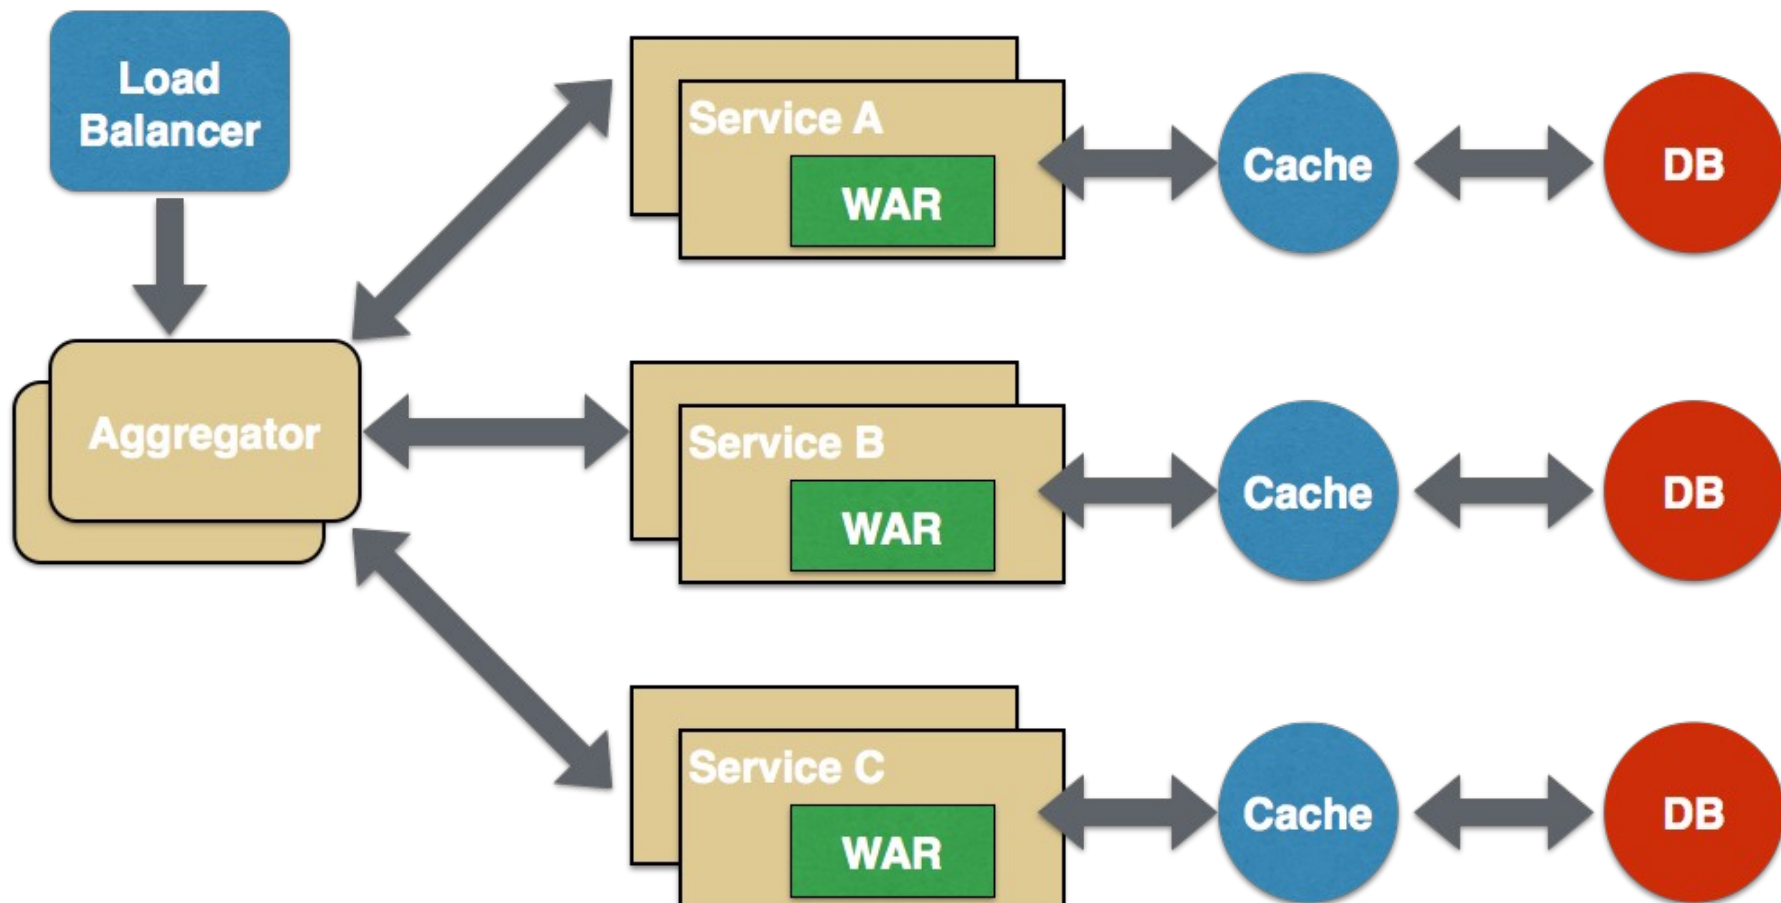 Load
Balancer
Aggregator
Service A
WAR
Cache
DB
Service B
WAR
Cache
DB
Service C
WAR
Cache
DB